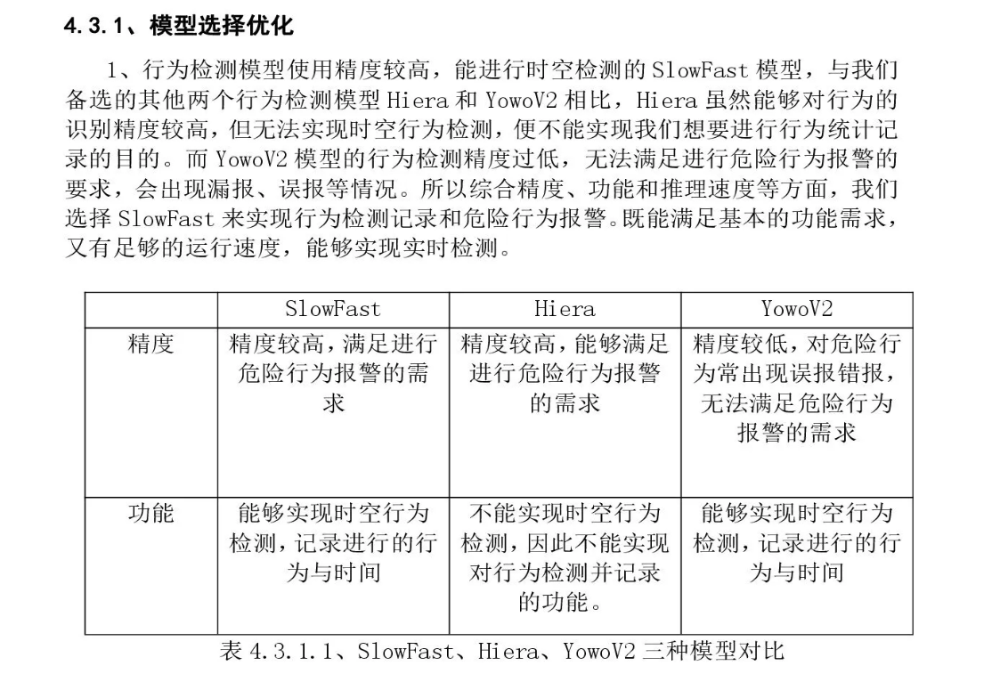 4.3.1、模型选择优化
1、行为检测模型使用精度较高，能进行时空检测的 SlowFast 模型，与我们
备选的其他两个行为检测模型 Hiera 和 YowoV2 相比，Hiera 虽然能够对行为的
识别精度较高，但无法实现时空行为检测，便不能实现我们想要进行行为统计记
录的目的。而 YowoV2 模型的行为检测精度过低，无法满足进行危险行为报警的
要求，会出现漏报、误报等情况。所以综合精度、功能和推理速度等方面，我们
选择 SlowFast 来实现行为检测记录和危险行为报警。既能满足基本的功能需求，
又有足够的运行速度，能够实现实时检测。
SlowFast
Hiera
YowoV2
精度
精度较高，满足进行
危险行为报警的需
求
精度较高，能够满足
进行危险行为报警
的需求
精度较低，对危险行
为常出现误报错报，
无法满足危险行为
报警的需求
功能
能够实现时空行为
检测，记录进行的行
为与时间
不能实现时空行为
检测，因此不能实现
对行为检测并记录
的功能。
能够实现时空行为
检测，记录进行的行
为与时间
表 4.3.1.1、SlowFast、Hiera、YowoV2 三种模型对比